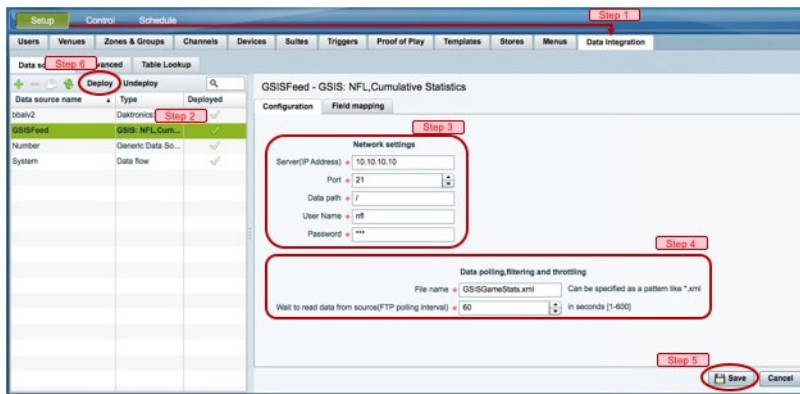 Setup Control Schedule Step 1
Users Venues Zones & Groups Channels Devices Suites Triggers Proof of Play Templates Stores Menus Data Integration
Data so Step 6 vanced Table Lookup
Deploy Undeploy
Data source name Type Deployed
bbalv2 Daktronics Step 2
GSISFeed GSIS: NFL,Cum...
Number Generic Data So...
System Data flow
GSISFeed - GSIS: NFL,Cumulative Statistics
Configuration Field mapping
Step 3
Network settings
Server(IP Address) * 10.10.10.10
Port * 21
Data path * /
User Name * nfl
Password * ***
Step 4
Data polling,filtering and throttling
File name * GSISGameStats.xml Can be specified as a pattern like *.xml
Wait to read data from source(FTP polling interval) * 60 in seconds [1-600]
Step 5
Save Cancel